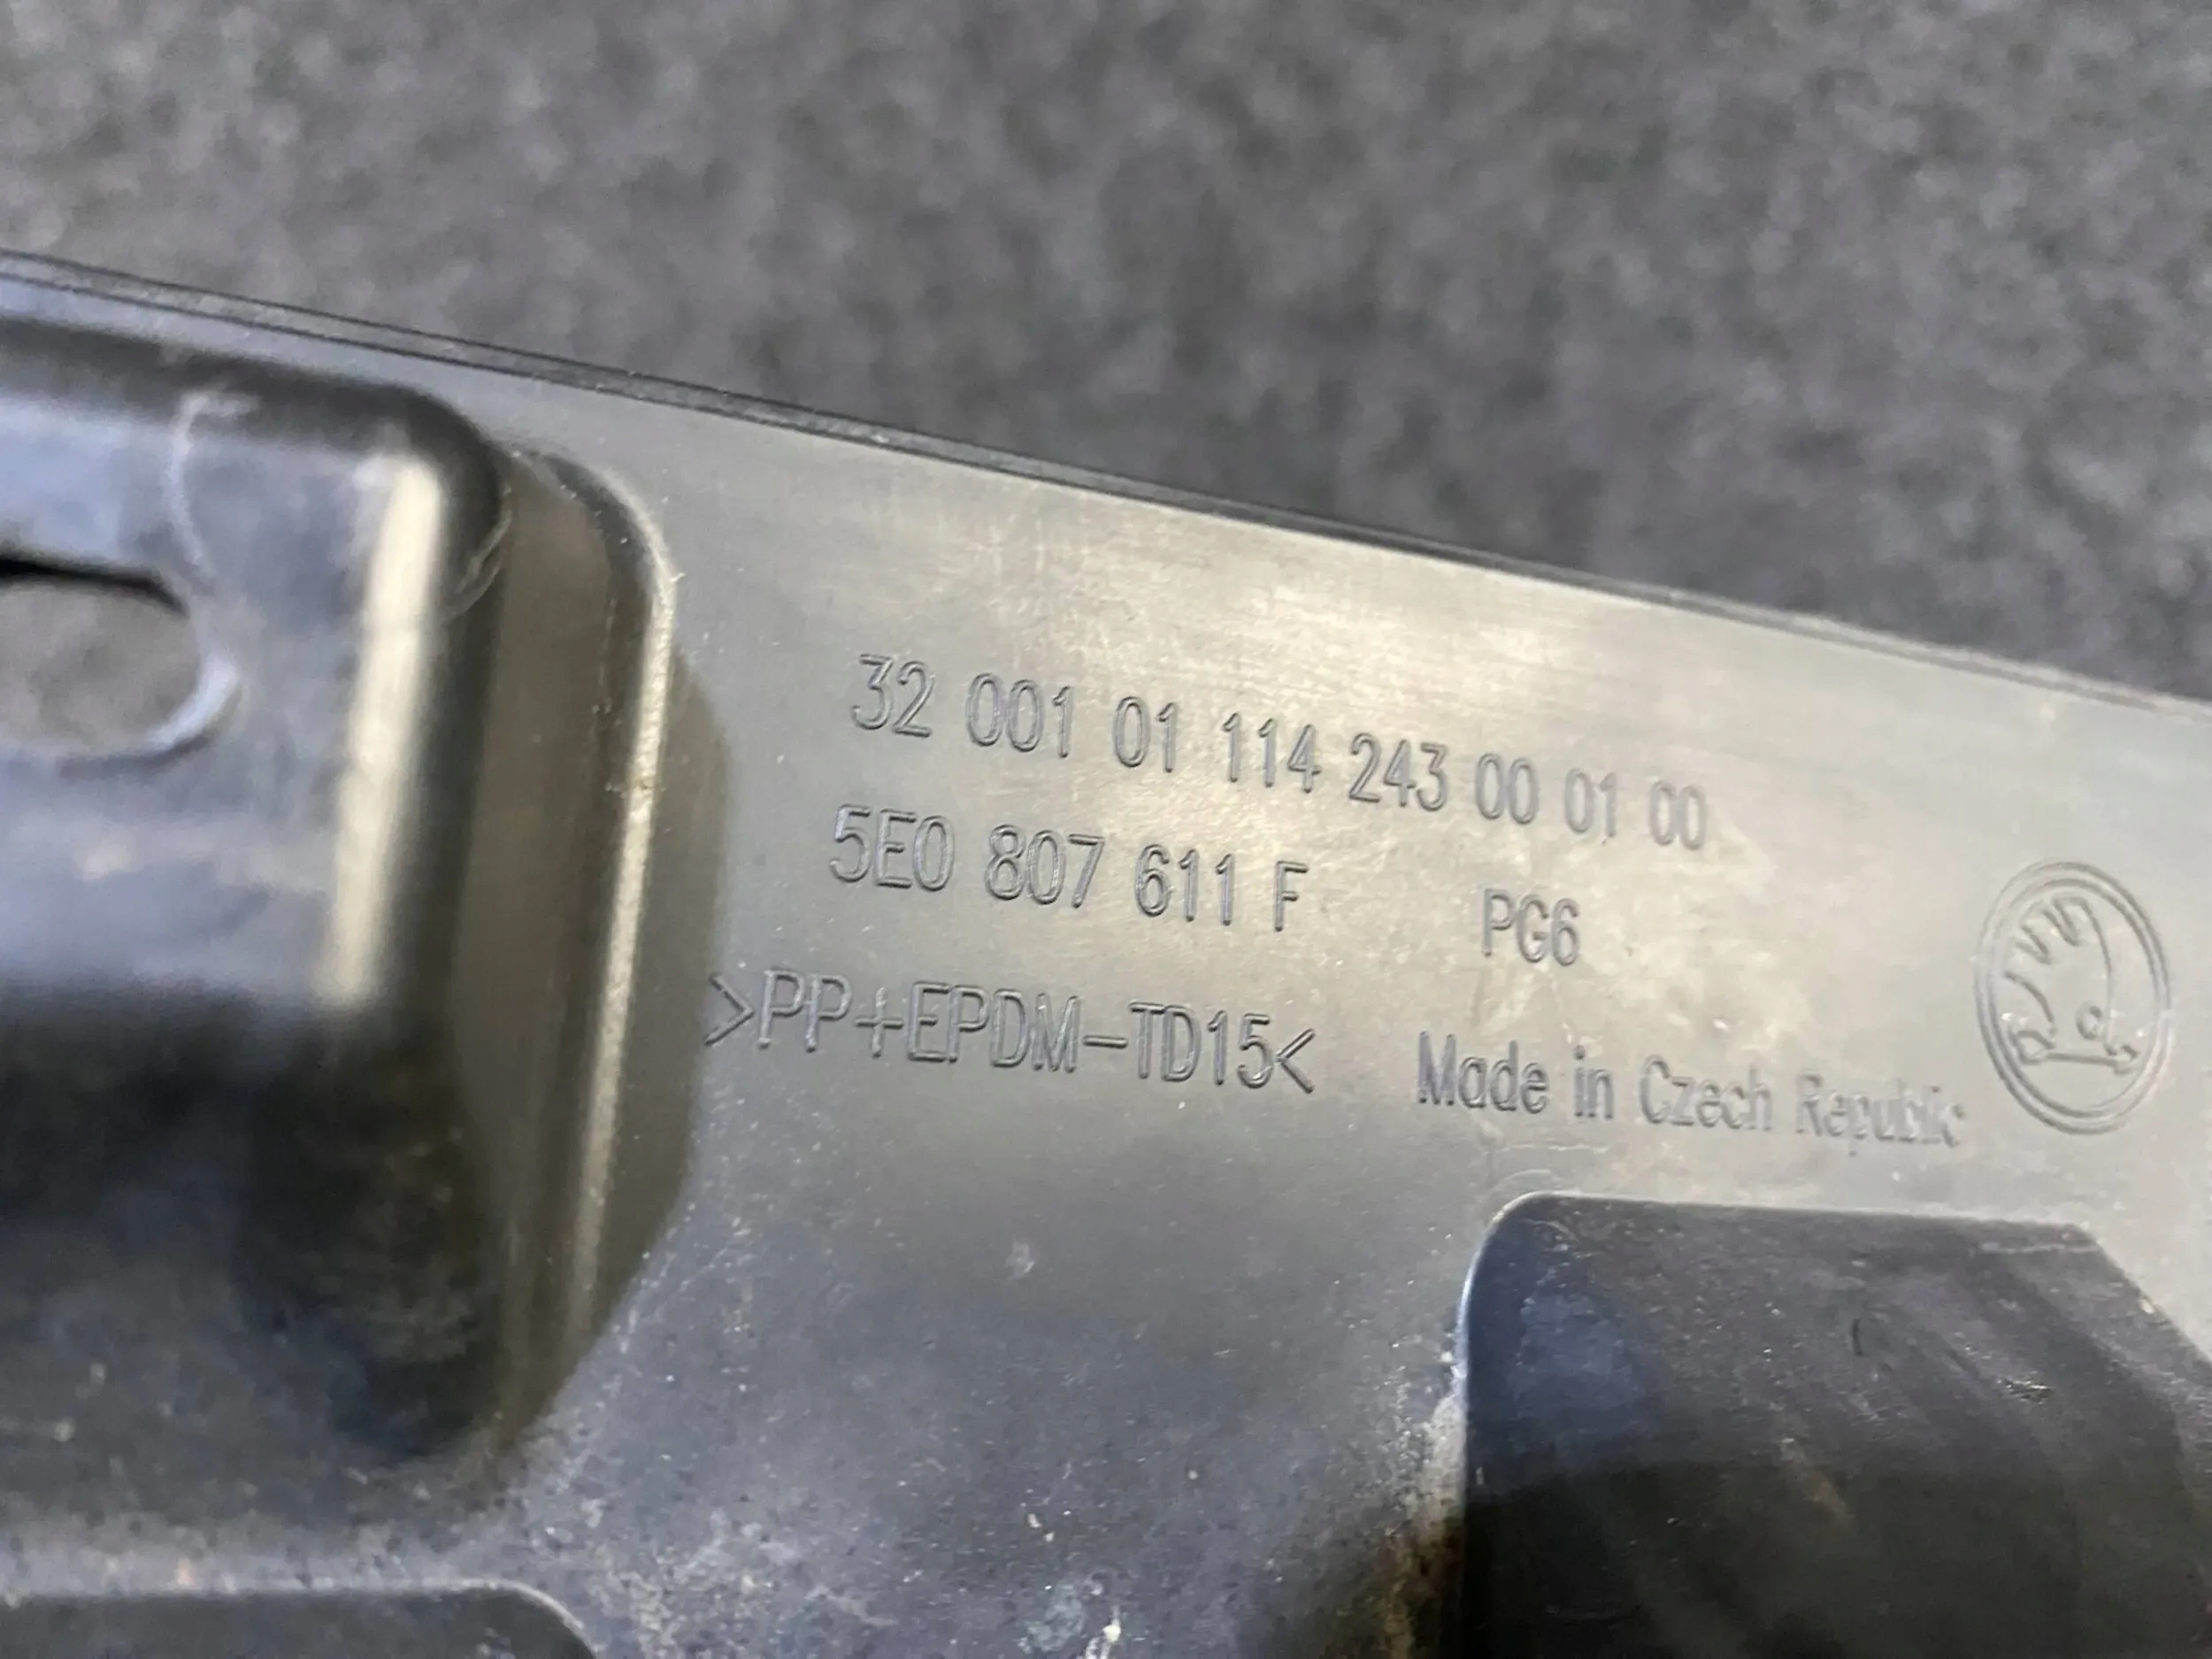 32 001 01 114 243 00 01 00
5E0 807 611 F PG6
>PP+EPDM-TD15< Made in Czech Republic